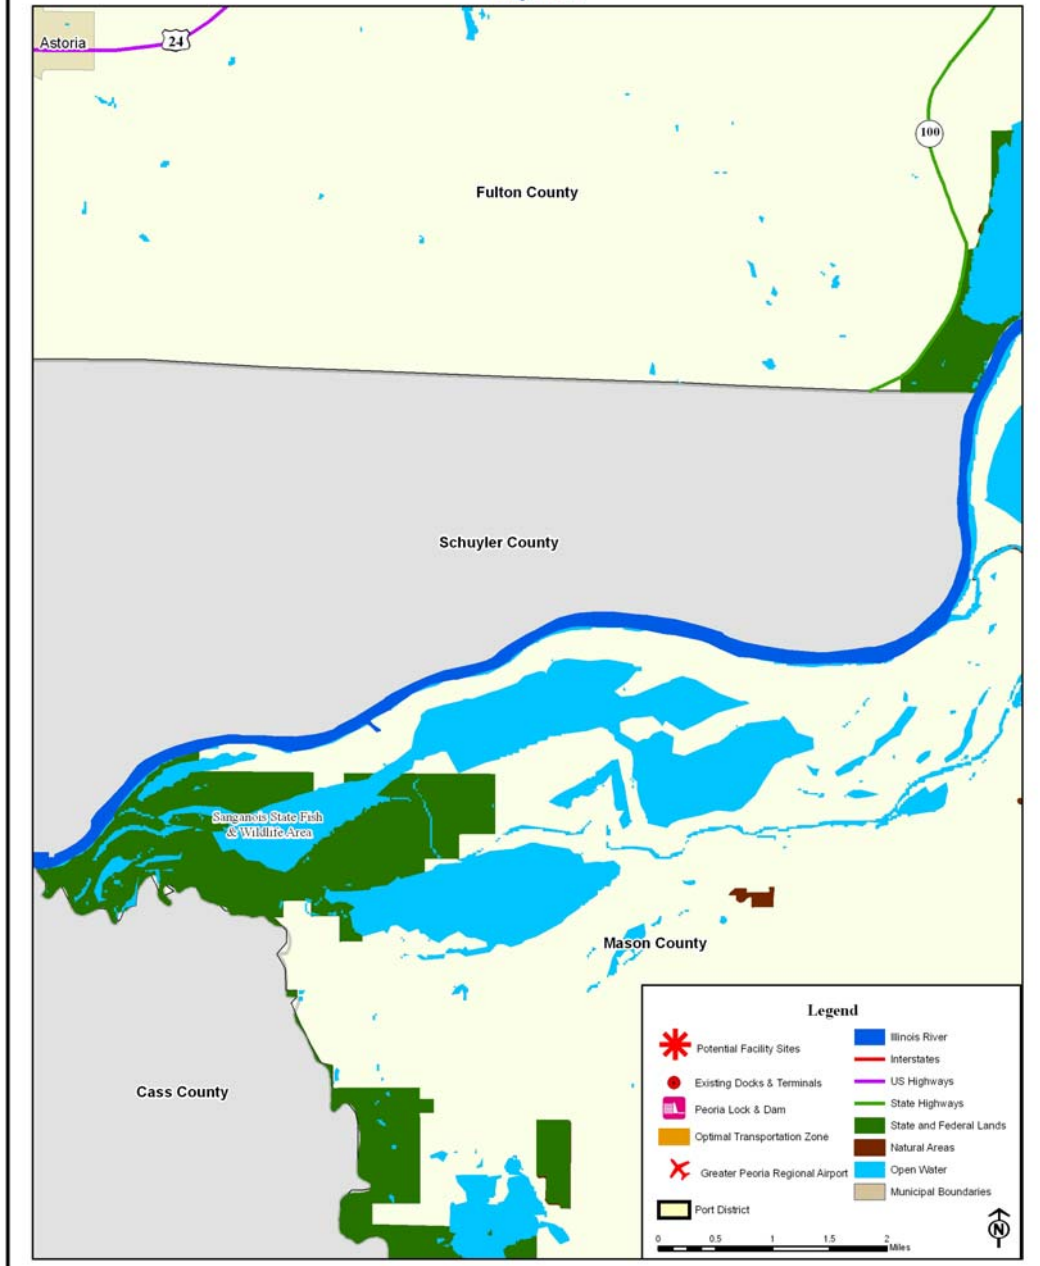 Astoria
24
100
Fulton County
Schuyler County
Sanganois State Fish
& Wildlife Area
Mason County
Cass County
Legend
Potential Facility Sites
Existing Docks & Terminals
Peoria Lock & Dam
Optimal Transportation Zone
Greater Peoria Regional Airport
Port District
Illinois River
Interstates
US Highways
State Highways
State and Federal Lands
Natural Areas
Open Water
Municipal Boundaries
N
0 0.5 1 1.5 2
Miles